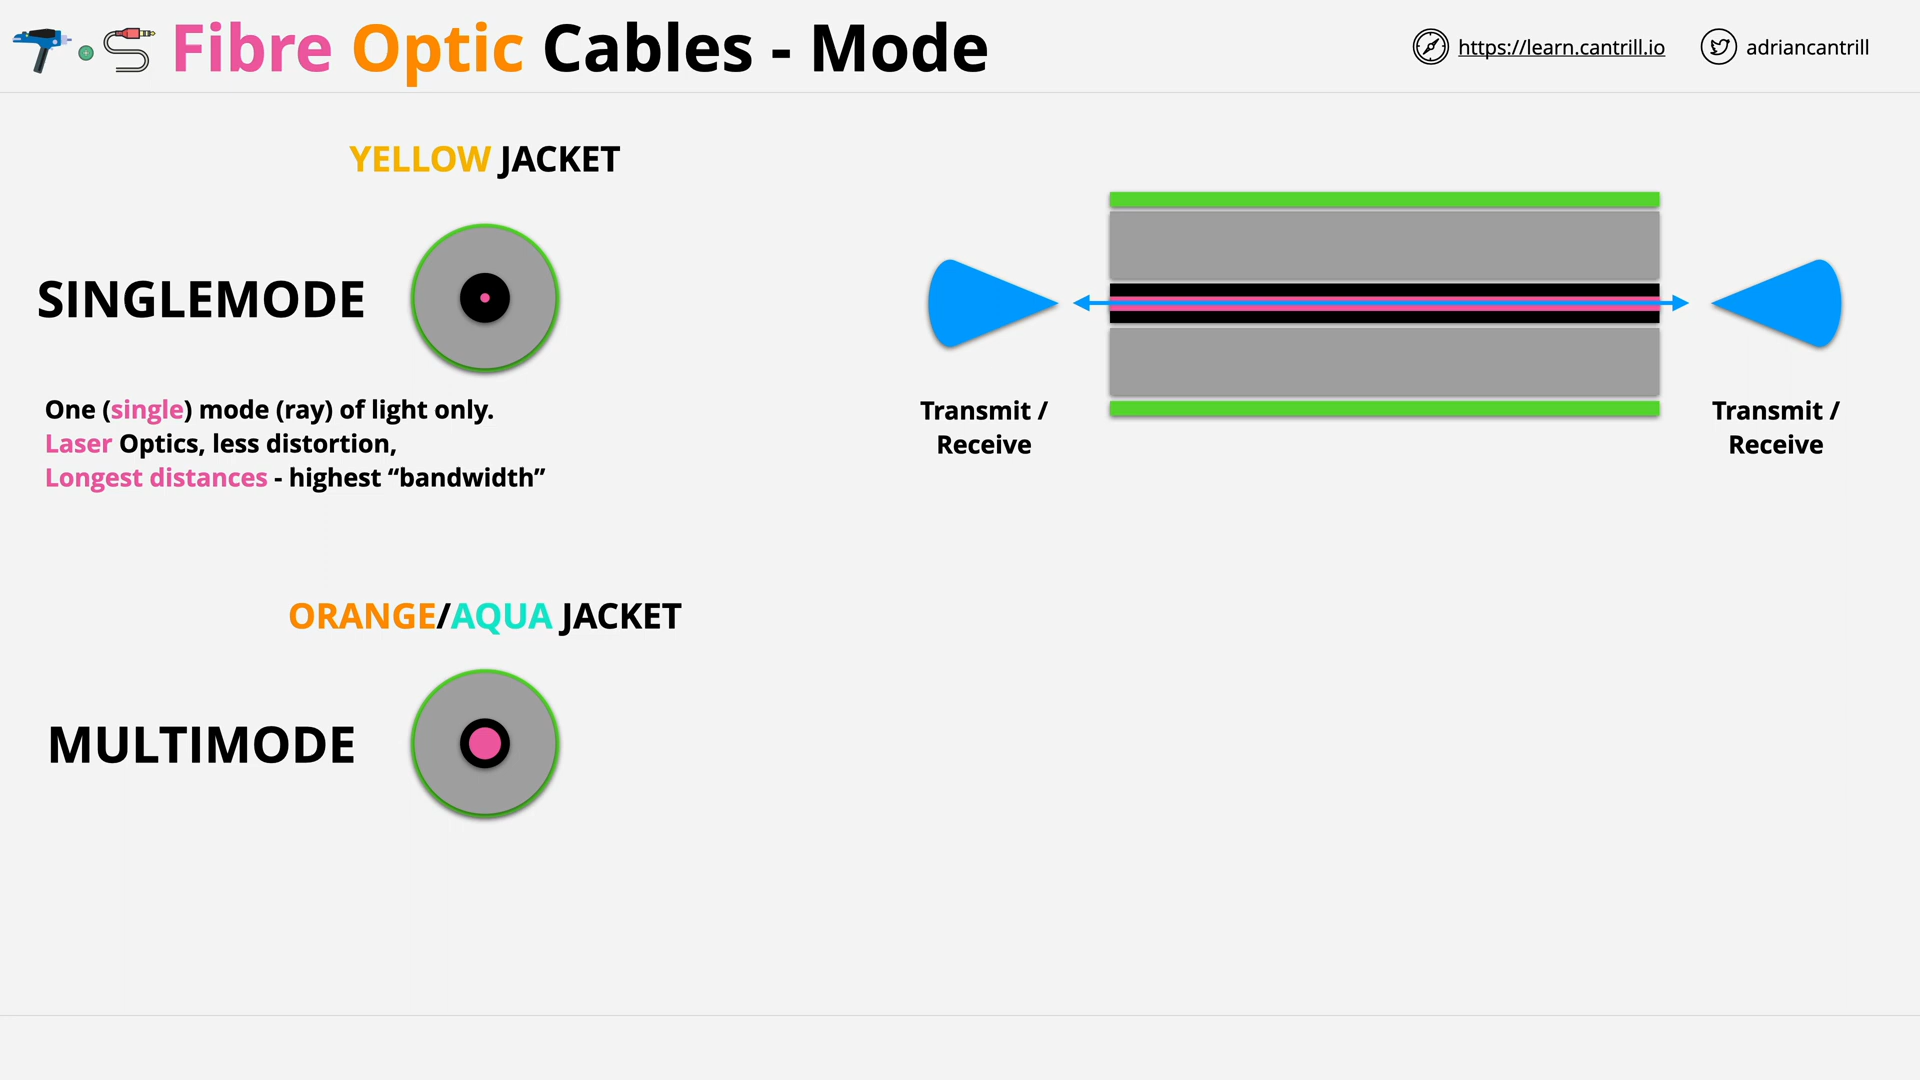 Fibre Optic Cables - Mode
https://learn.cantrill.io
adriancantrill
YELLOW JACKET
SINGLEMODE
One (single) mode (ray) of light only.
Laser Optics, less distortion,
Longest distances - highest “bandwidth”
Transmit /
Receive
Transmit /
Receive
ORANGE/AQUA JACKET
MULTIMODE